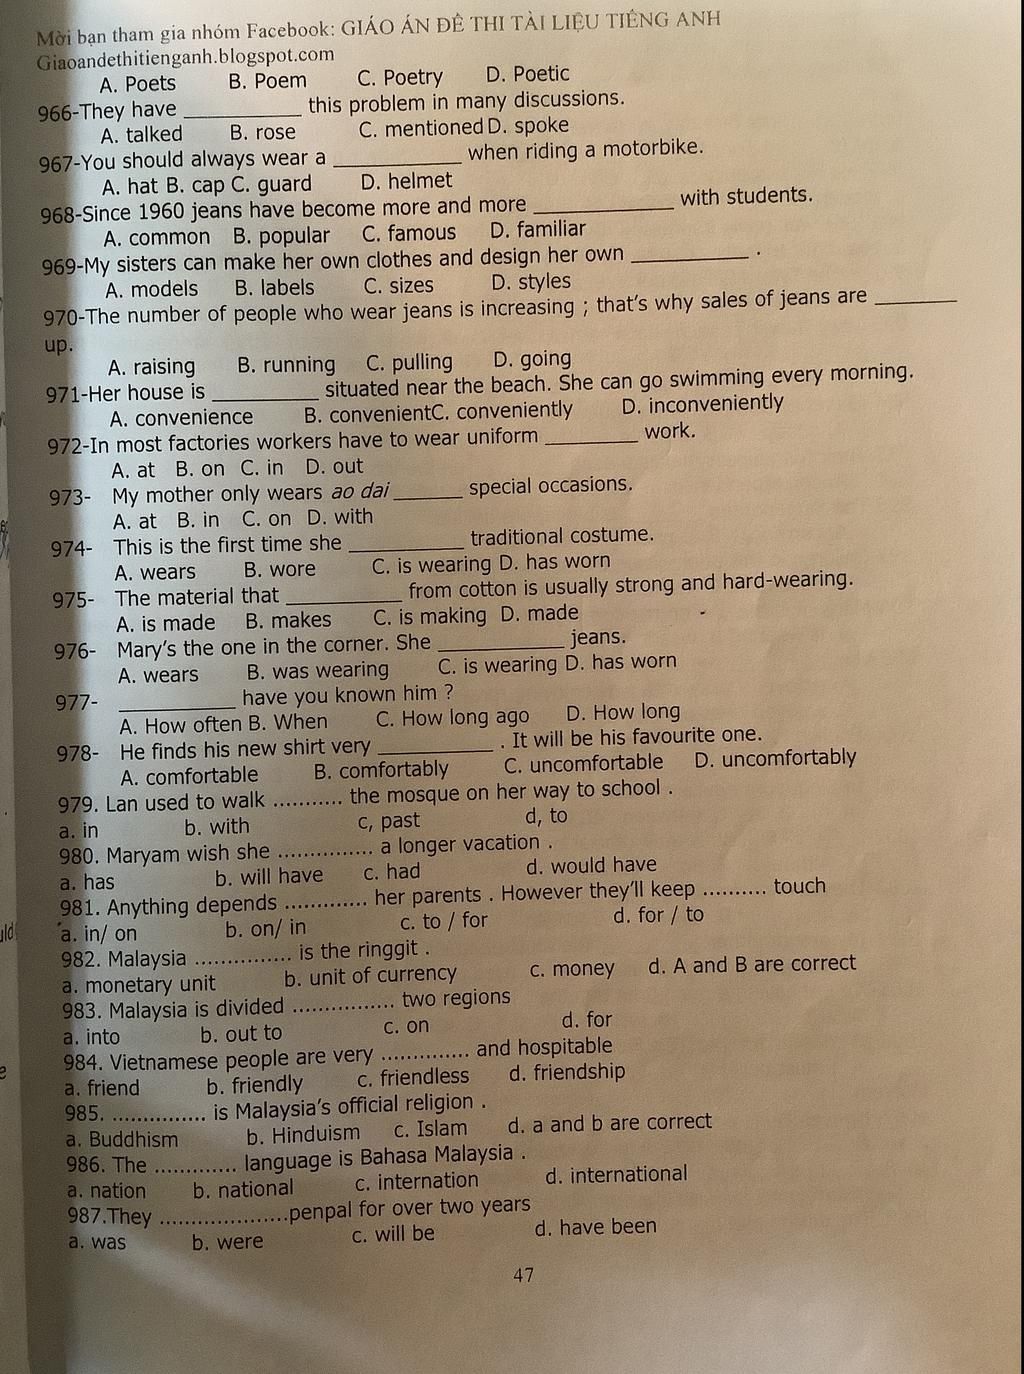 Mời bạn tham gia nhóm Facebook: GIÁO ÁN ĐỀ THI TÀI LIỆU TIẾNG ANH
Giaoandethitienganh.blogspot.com
A. Poets B. Poem C. Poetry D. Poetic
966-They have __________ this problem in many discussions.
A. talked B. rose C. mentioned D. spoke
967-You should always wear a ___________ when riding a motorbike.
A. hat B. cap C. guard D. helmet
968-Since 1960 jeans have become more and more ____________ with students.
A. common B. popular C. famous D. familiar
969-My sisters can make her own clothes and design her own __________ .
A. models B. labels C. sizes D. styles
970-The number of people who wear jeans is increasing ; that's why sales of jeans are _______
up.
A. raising B. running C. pulling D. going
971-Her house is _________ situated near the beach. She can go swimming every morning.
A. convenience B. convenientC. conveniently D. inconveniently
972-In most factories workers have to wear uniform ________ work.
A. at B. on C. in D. out
973- My mother only wears ao dai ______ special occasions.
A. at B. in C. on D. with
974- This is the first time she __________ traditional costume.
A. wears B. wore C. is wearing D. has worn
975- The material that __________ from cotton is usually strong and hard-wearing.
A. is made B. makes C. is making D. made
976- Mary's the one in the corner. She ___________ jeans.
A. wears B. was wearing C. is wearing D. has worn
977- __________ have you known him ?
A. How often B. When C. How long ago D. How long
978- He finds his new shirt very __________ . It will be his favourite one.
A. comfortable B. comfortably C. uncomfortable D. uncomfortably
979. Lan used to walk ........... the mosque on her way to school .
a. in b. with c, past d, to
980. Maryam wish she ............... a longer vacation .
a. has b. will have c. had d. would have
981. Anything depends ............. her parents . However they'll keep .......... touch
a. in/ on b. on/ in c. to / for d. for / to
982. Malaysia ............... is the ringgit .
a. monetary unit b. unit of currency c. money d. A and B are correct
983. Malaysia is divided ................ two regions
a. into b. out to c. on d. for
984. Vietnamese people are very .............. and hospitable
a. friend b. friendly c. friendless d. friendship
985. ............... is Malaysia's official religion .
a. Buddhism b. Hinduism c. Islam d. a and b are correct
986. The ............. language is Bahasa Malaysia .
a. nation b. national c. internation d. international
987.They ....................penpal for over two years
a. was b. were c. will be d. have been
47